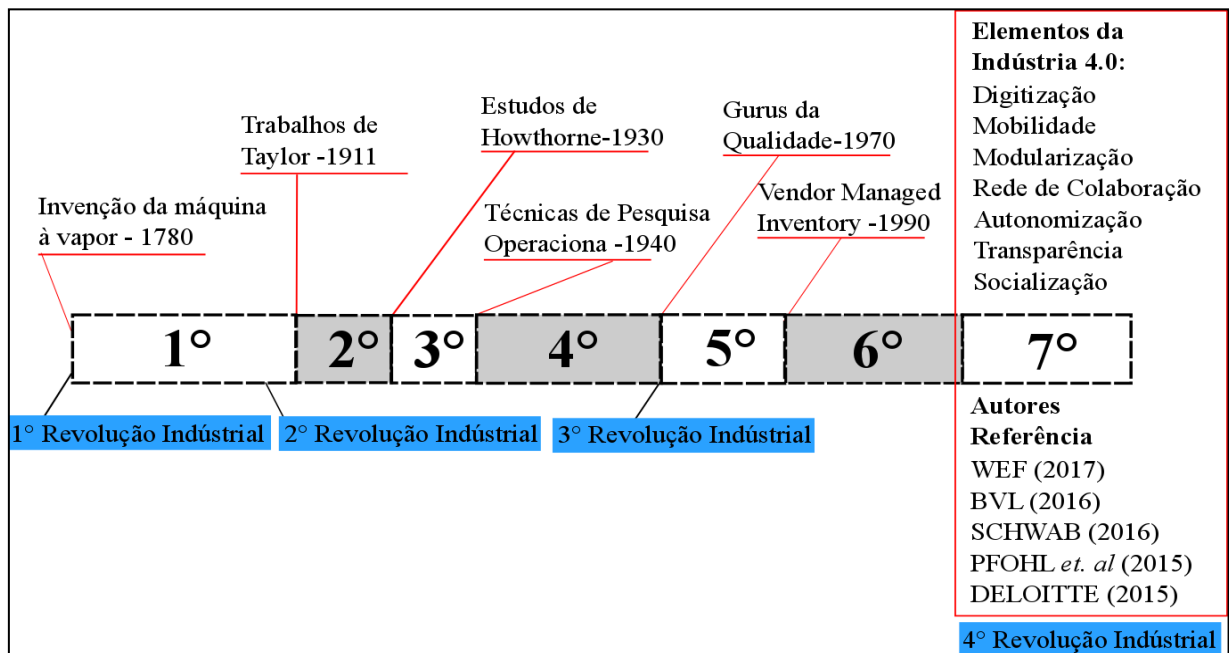 Invenção da máquina
à vapor - 1780
Trabalhos de
Taylor -1911
Estudos de
Howthorne-1930
Técnicas de Pesquisa
Operaciona -1940
Gurus da
Qualidade-1970
Vendor Managed
Inventory -1990
Elementos da
Indústria 4.0:
Digitização
Mobilidade
Modularização
Rede de Colaboração
Autonomização
Transparência
Socialização
1°
2°
3°
4°
5°
6°
7°
1° Revolução Indústrial
2° Revolução Indústrial
3° Revolução Indústrial
Autores
Referência
WEF (2017)
BVL (2016)
SCHWAB (2016)
PFOHL et. al (2015)
DELOITTE (2015)
4° Revolução Indústrial